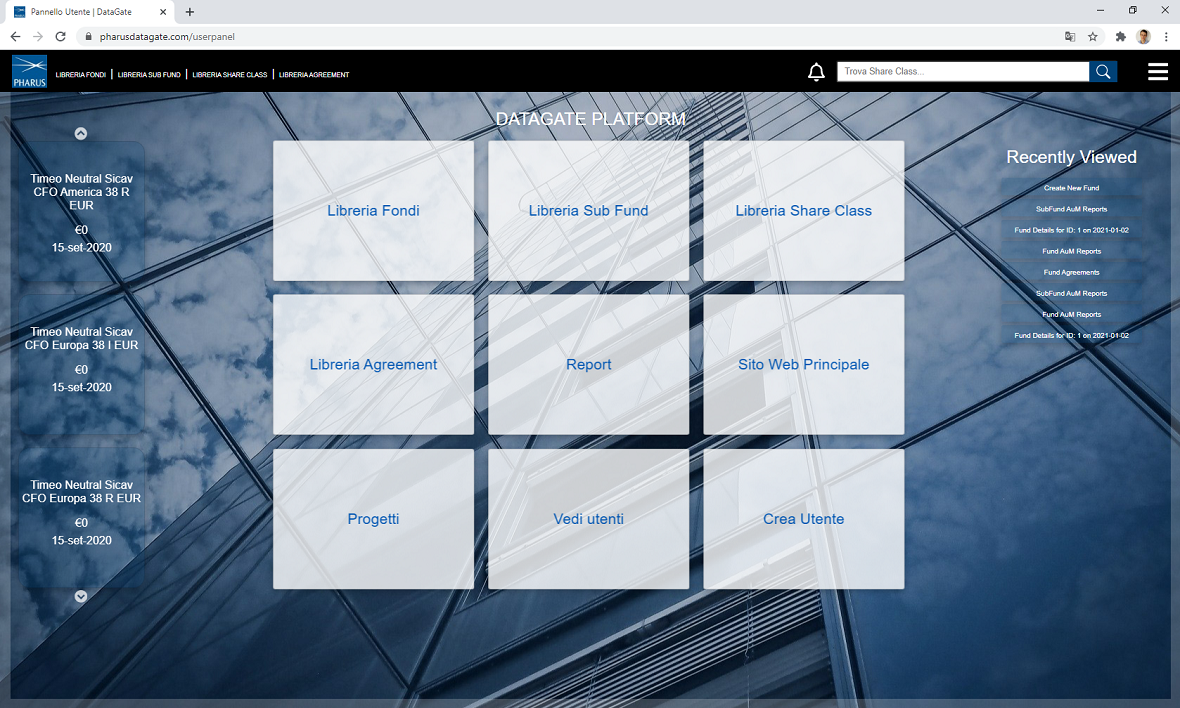 Pannello Utente | DataGate
pharusdatagate.com/userpanel
PHARUS
LIBRERIA FONDI | LIBRERIA SUB FUND | LIBRERIA SHARE CLASS | LIBRERIA AGREEMENT
Trova Share Class...
DATAGATE PLATFORM
Timeo Neutral Sicav
CFO America 38 R
EUR
€0
15-set-2020
Timeo Neutral Sicav
CFO Europa 38 I EUR
€0
15-set-2020
Timeo Neutral Sicav
CFO Europa 38 R EUR
€0
15-set-2020
Libreria Fondi
Libreria Sub Fund
Libreria Share Class
Libreria Agreement
Report
Sito Web Principale
Progetti
Vedi utenti
Crea Utente
Recently Viewed
Create New Fund
SubFund AuM Reports
Fund Details for ID: 1 on 2021-01-02
Fund AuM Reports
Fund Agreements
SubFund AuM Reports
Fund AuM Reports
Fund Details for ID: 1 on 2021-01-02